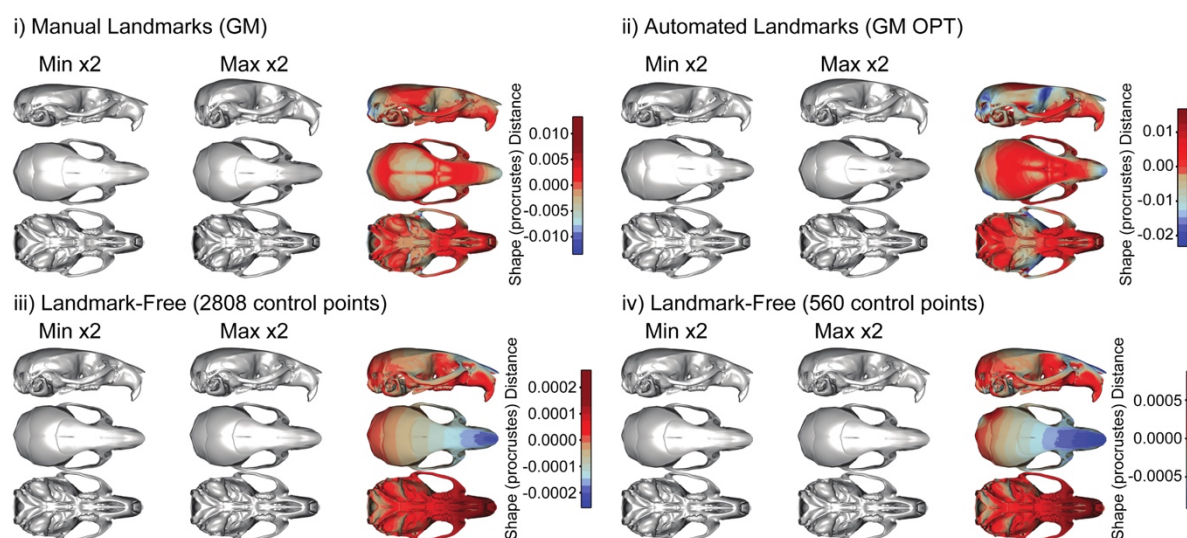 i) Manual Landmarks (GM)
Min x2
Max x2
Shape (procrustes) Distance
0.010
0.005
0.000
-0.005
-0.010
ii) Automated Landmarks (GM OPT)
Min x2
Max x2
Shape (procrustes) Distance
0.01
0.00
-0.01
-0.02
iii) Landmark-Free (2808 control points)
Min x2
Max x2
Shape (procrustes) Distance
0.0002
0.0001
0.0000
-0.0001
-0.0002
iv) Landmark-Free (560 control points)
Min x2
Max x2
Shape (procrustes) Distance
0.0005
0.0000
-0.0005